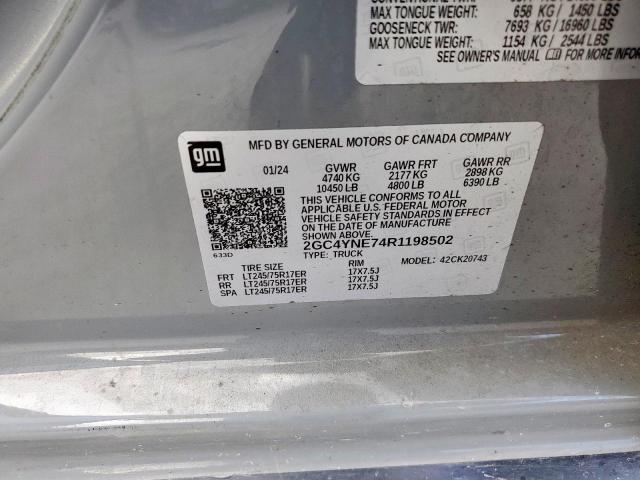 MAX TONGUE WEIGHT: 658 KG / 1450 LBS
GOOSENECK TWR: 7693 KG / 16960 LBS
MAX TONGUE WEIGHT: 1154 KG / 2544 LBS
SEE OWNER'S MANUAL FOR MORE INFOR
gm
MFD BY GENERAL MOTORS OF CANADA COMPANY
01/24 GVWR GAWR FRT GAWR RR
4740 KG 2177 KG 2898 KG
10450 LB 4800 LB 6390 LB
THIS VEHICLE CONFORMS TO ALL
APPLICABLE U.S. FEDERAL MOTOR
VEHICLE SAFETY STANDARDS IN EFFECT
ON THE DATE OF MANUFACTURE
SHOWN ABOVE.
633D
2GC4YNE74R1198502
TYPE: TRUCK MODEL: 42CK20743
TIRE SIZE RIM
FRT LT245/75R17ER 17X7.5J
RR LT245/75R17ER 17X7.5J
SPA LT245/75R17ER 17X7.5J